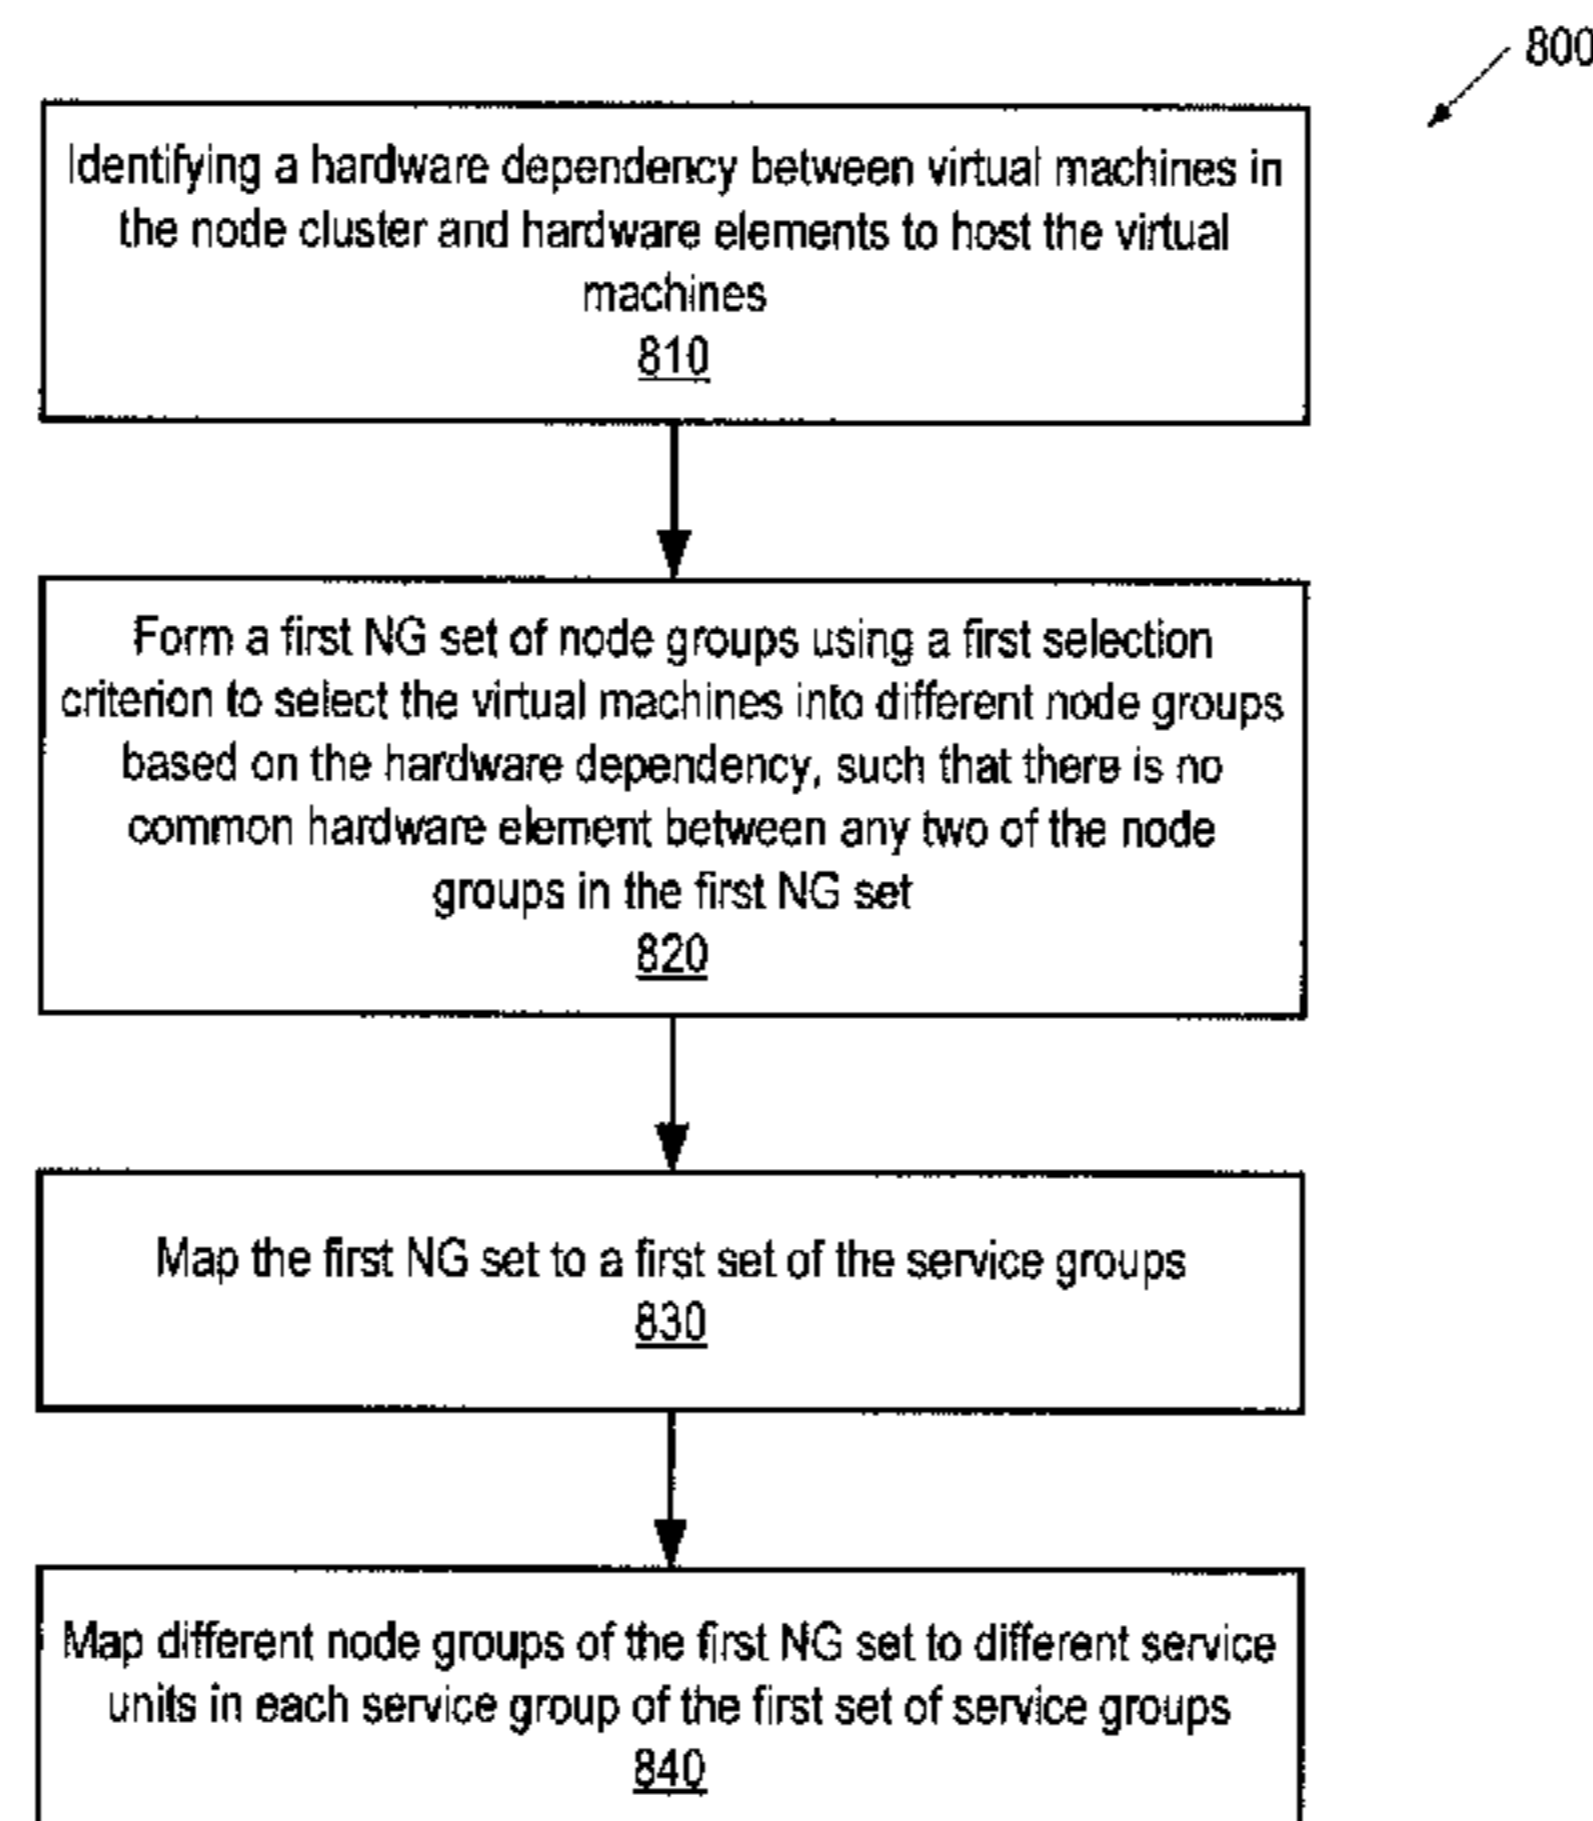 800
Identifying a hardware dependency between virtual machines in
the node cluster and hardware elements to host the virtual
machines
810
Form a first NG set of node groups using a first selection
criterion to select the virtual machines into different node groups
based on the hardware dependency, such that there is no
common hardware element between any two of the node
groups in the first NG set
820
Map the first NG set to a first set of the service groups
830
Map different node groups of the first NG set to different service
units in each service group of the first set of service groups
840